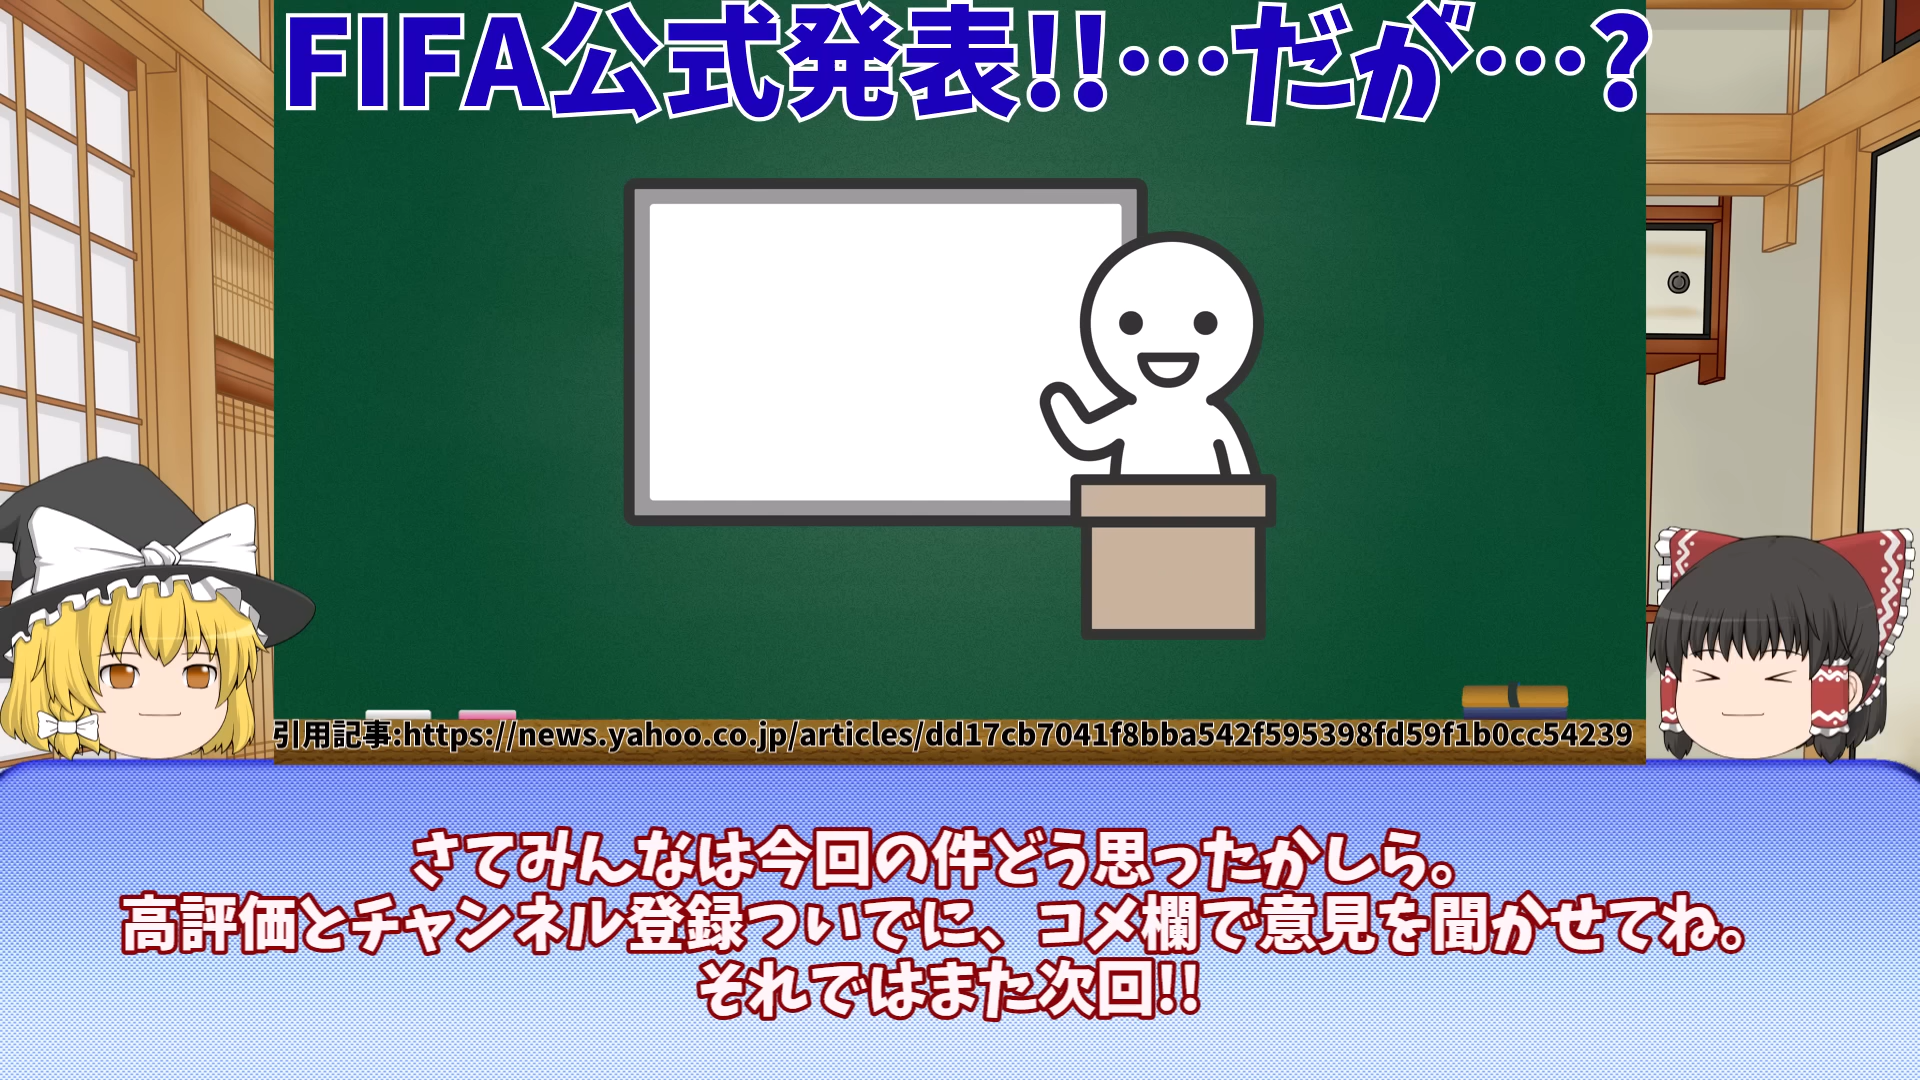 FIFA公式発表!!…だが…?
引用記事:https://news.yahoo.co.jp/articles/dd17cb7041f8bba542f595398fd59f1b0cc54239
さてみんなは今回の件どう思ったかしら。
高評価とチャンネル登録ついでに、コメ欄で意見を聞かせてね。
それではまた次回!!